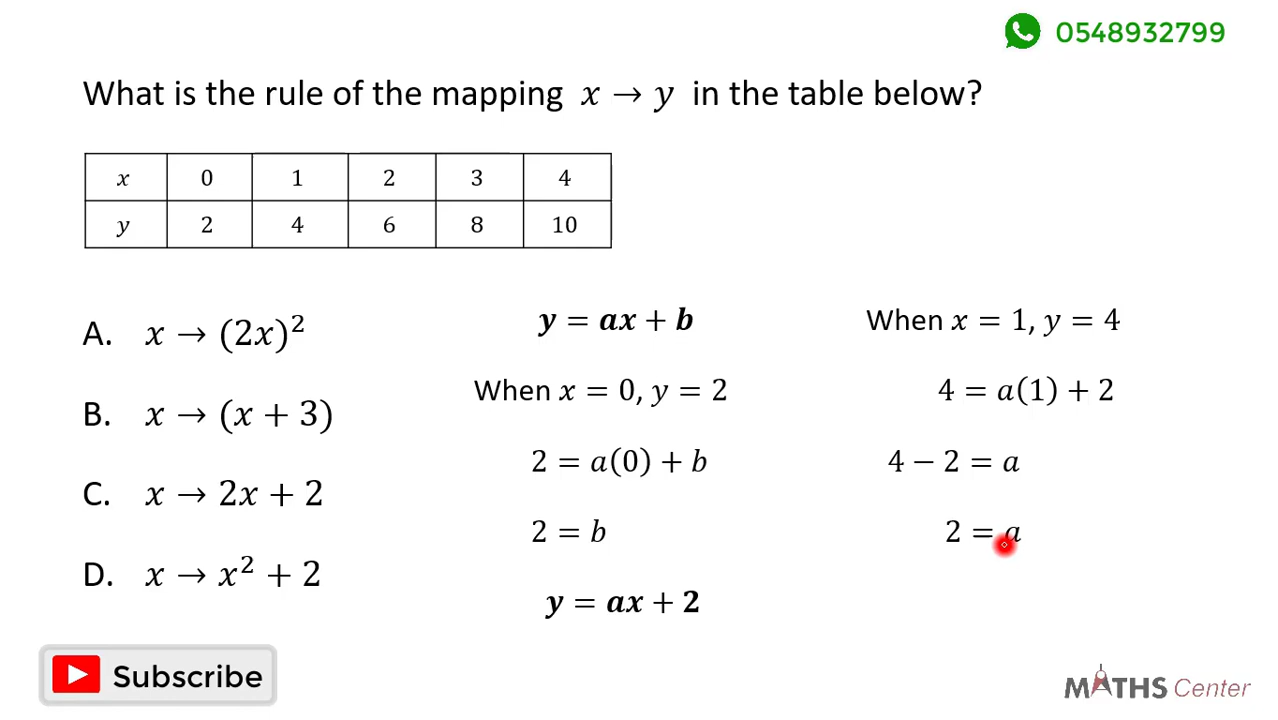 0548932799
What is the rule of the mapping x → y in the table below?
x 0 1 2 3 4
y 2 4 6 8 10
A. x → (2x)²
B. x → (x + 3)
C. x → 2x + 2
D. x → x² + 2
y = ax + b
When x = 0, y = 2
2 = a(0) + b
2 = b
y = ax + 2
When x = 1, y = 4
4 = a(1) + 2
4 − 2 = a
2 = a
Subscribe
MATHS Center